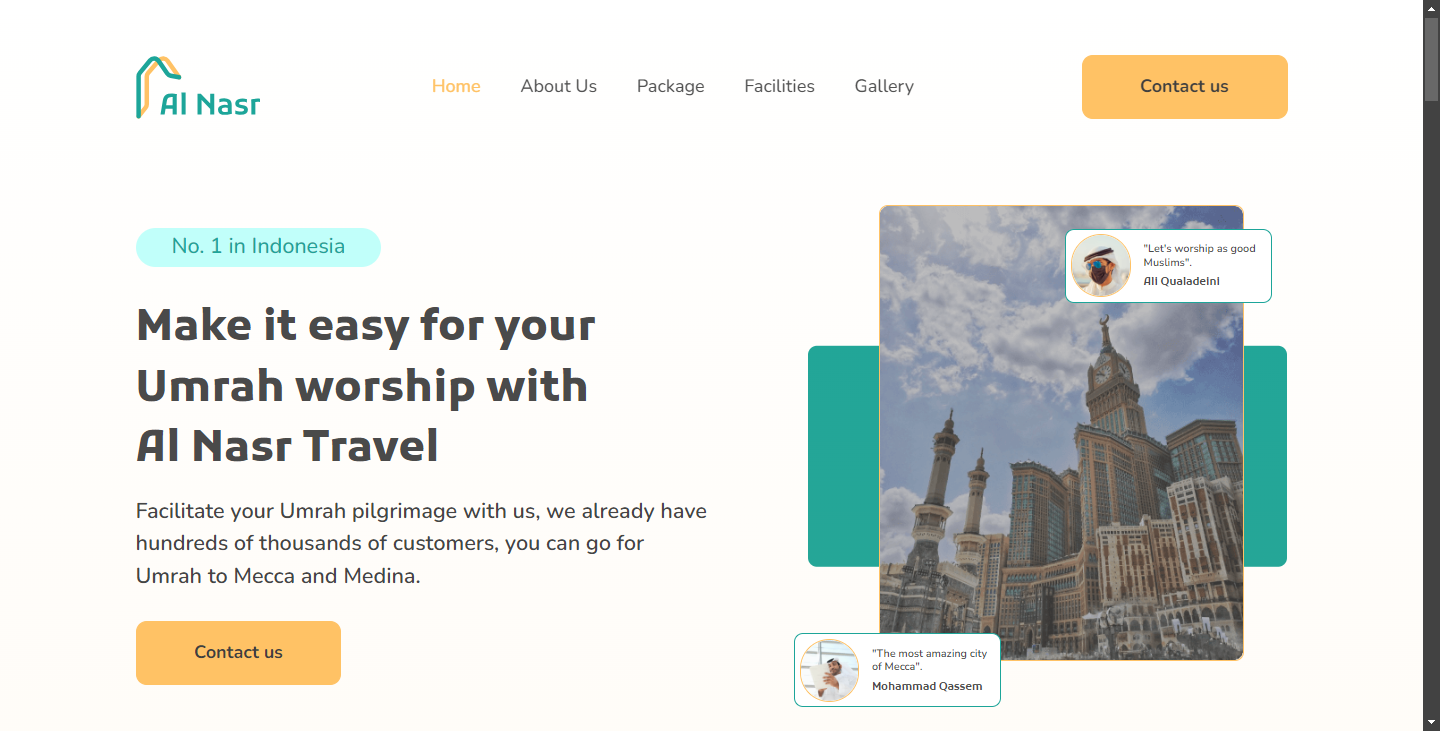 Al Nasr
Home
About Us
Package
Facilities
Gallery
Contact us
No. 1 in Indonesia
Make it easy for your
Umrah worship with
Al Nasr Travel
Facilitate your Umrah pilgrimage with us, we already have
hundreds of thousands of customers, you can go for
Umrah to Mecca and Medina.
Contact us
"Let's worship as good
Muslims".
Ali Qualadeini
"The most amazing city
of Mecca".
Mohammad Qassem